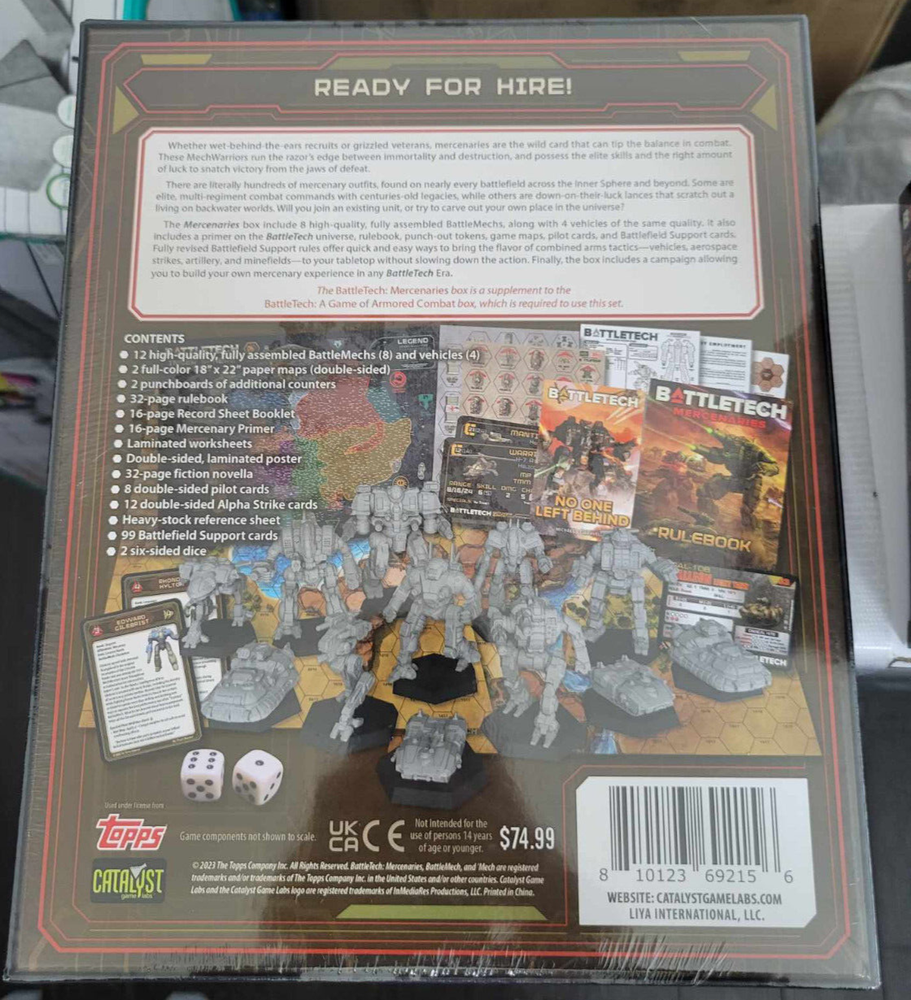 READY FOR HIRE!
Whether wet-behind-the-ears recruits or grizzled veterans, mercenaries are the wild card that can tip the balance in combat.
These MechWarriors run the razor's edge between immortality and destruction, and possess the elite skills and the right amount
of luck to snatch victory from the jaws of defeat.
There are literally hundreds of mercenary outfits, found on nearly every battlefield across the Inner Sphere and beyond. Some are
elite, multi-regiment combat commands with centuries-old legacies, while others are down-on-their-luck lances that scratch out a
living on backwater worlds. Will you join an existing unit, or try to carve out your own place in the universe?
The Mercenaries box include 8 high-quality, fully assembled BattleMechs, along with 4 vehicles of the same quality. It also
includes a primer on the BattleTech universe, rulebook, punch-out tokens, game maps, pilot cards, and Battlefield Support cards.
Fully revised Battlefield Support rules offer quick and easy ways to bring the flavor of combined arms tactics—vehicles, aerospace
strikes, artillery, and minefields—to your tabletop without slowing down the action. Finally, the box includes a campaign allowing
you to build your own mercenary experience in any BattleTech Era.
The BattleTech: Mercenaries box is a supplement to the
BattleTech: A Game of Armored Combat box, which is required to use this set.
CONTENTS
● 12 high-quality, fully assembled BattleMechs (8) and vehicles (4)
● 2 full-color 18" x 22" paper maps (double-sided)
● 2 punchboards of additional counters
● 32-page rulebook
● 16-page Record Sheet Booklet
● 16-page Mercenary Primer
● Laminated worksheets
● Double-sided, laminated poster
● 32-page fiction novella
● 8 double-sided pilot cards
● 12 double-sided Alpha Strike cards
● Heavy-stock reference sheet
● 99 Battlefield Support cards
● 2 six-sided dice
LEGEND
BATTLETECH
BATTLETECH
NO ONE
LEFT BEHIND
BATTLETECH
MERCENARIES
RULEBOOK
MANTI
WARRI
BATTLETECH
EDWARD
GILBERT
Used under license from
Topps
CATALYST
game labs
Game components not shown to scale.
UK
CA
CE
Not intended for the
use of persons 14 years
of age or younger.
$74.99
©2023 The Topps Company Inc. All Rights Reserved. BattleTech: Mercenaries, BattleMech, and 'Mech are registered
trademarks and/or trademarks of The Topps Company Inc. in the United States and/or other countries. Catalyst Game
Labs and the Catalyst Game Labs logo are registered trademarks of InMediaRes Productions, LLC. Printed in China.
8 10123 69215 6
WEBSITE: CATALYSTGAMELABS.COM
LIYA INTERNATIONAL, LLC.